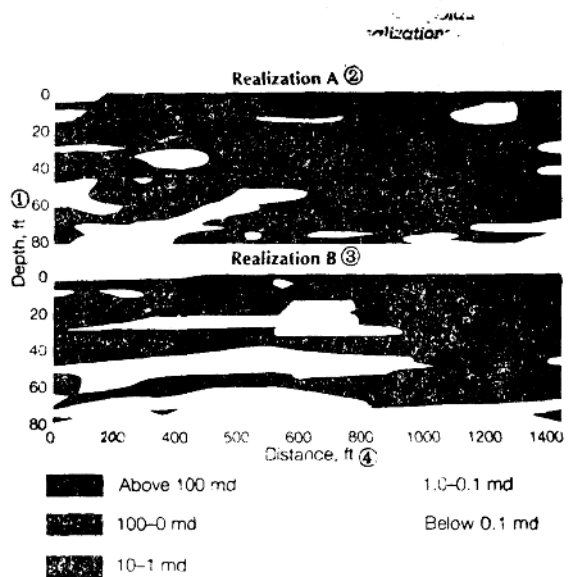 Realization A ②
0
20
40
60
80
Depth, ft ①
Realization B ③
0
20
40
60
80
0 200 400 500 600 800 1000 1200 1400
Distance, ft ④
Above 100 md
1.0–0.1 md
100–0 md
Below 0.1 md
10–1 md